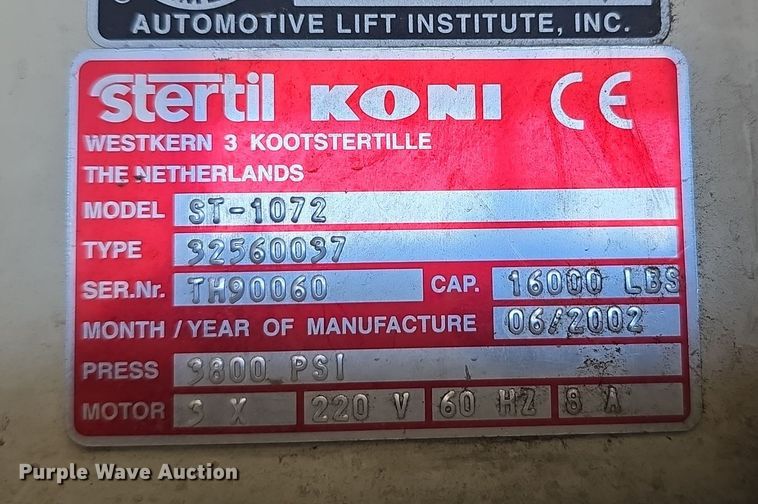 AUTOMOTIVE LIFT INSTITUTE, INC.
stertil KONI CE
WESTKERN 3 KOOTSTERTILLE
THE NETHERLANDS
MODEL ST-1072
TYPE 32560037
SER.Nr. TH90060 CAP. 16000 LBS
MONTH / YEAR OF MANUFACTURE 06/2002
PRESS 3800 PSI
MOTOR 3 X 220 V 60 HZ 8 A
Purple Wave Auction